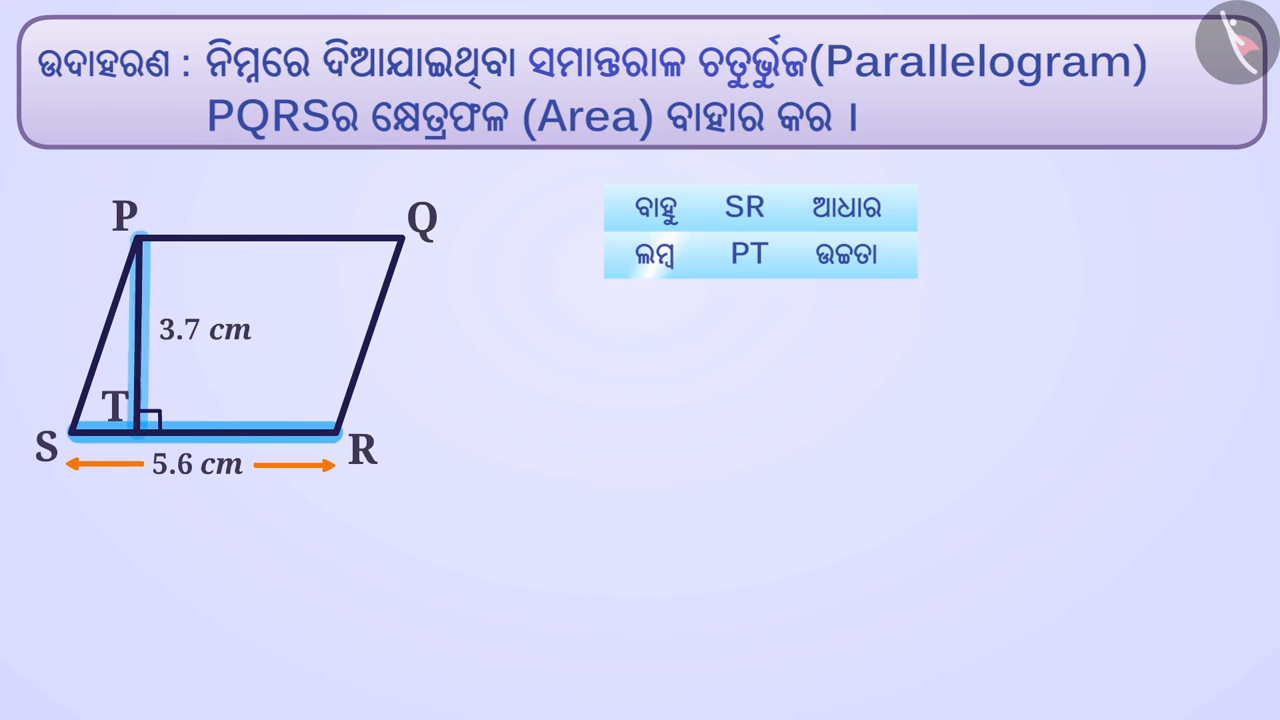 ଉଦାହରଣ : ନିମ୍ନରେ ଦିଆଯାଇଥିବା ସମାନ୍ତରାଳ ଚତୁର୍ଭୁଜ(Parallelogram)
PQRSର କ୍ଷେତ୍ରଫଳ (Area) ବାହାର କର ।
ବାହୁ SR ଆଧାର
ଲମ୍ବ PT ଉଚ୍ଚତା
P Q
3.7 cm
T
S R
5.6 cm